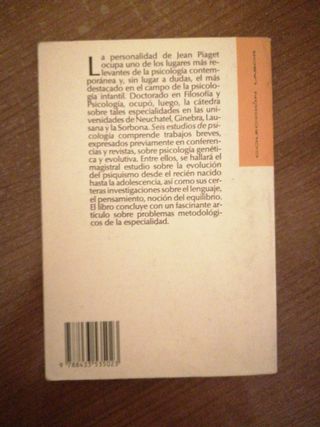 La personalidad de Jean Piaget
ocupa uno de los lugares más re-
levantes de la psicología contem-
poránea y, sin lugar a dudas, el más
destacado en el campo de la psicolo-
gía infantil. Doctorado en Filosofía y
Psicología, ocupó, luego, la cátedra
sobre tales especialidades en las uni-
versidades de Neuchatel, Ginebra, Lau-
sana y la Sorbona. Seis estudios de psi-
cología comprende trabajos breves,
expresados previamente en conferen-
cias y revistas, sobre psicología genéti-
ca y evolutiva. Entre ellos, se hallará el
magistral estudio sobre la evolución
del psiquismo desde el recién nacido
hasta la adolescencia, así como sus cer-
teras investigaciones sobre el lenguaje,
el pensamiento, noción del equilibrio.
El libro concluye con un fascinante ar-
tículo sobre problemas metodológi-
cos de la especialidad.
COLECCIÓN LABOR
9 788433 535023